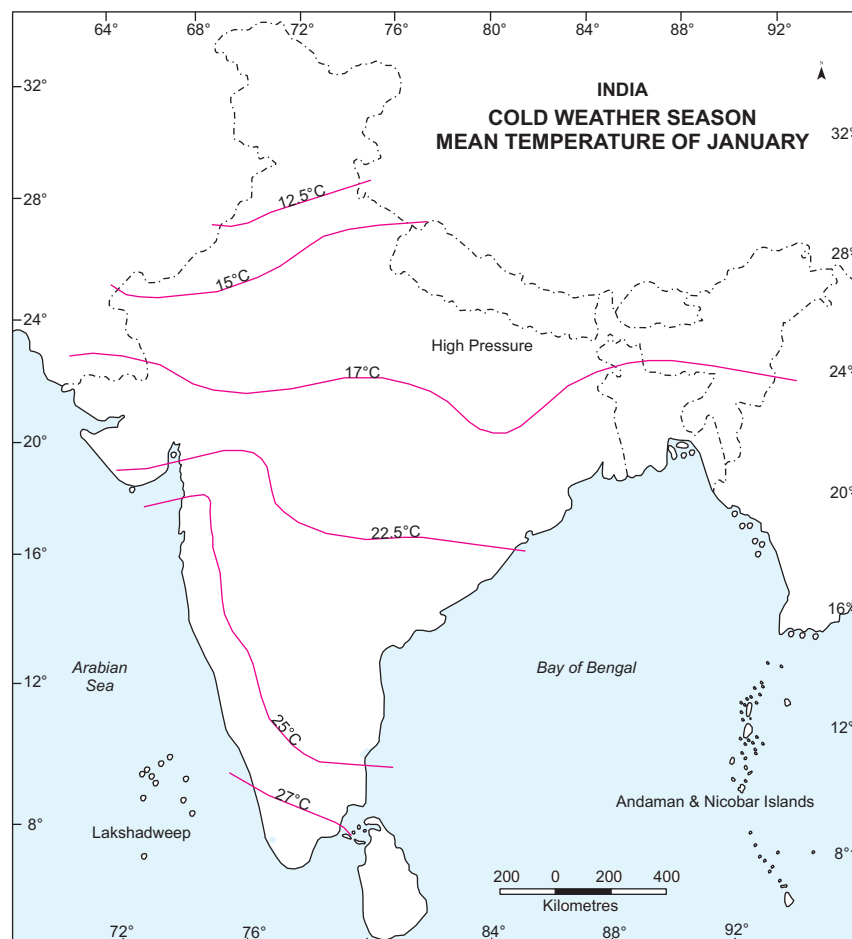 64° 68° 72° 76° 80° 84° 88° 92°
N
INDIA
COLD WEATHER SEASON
MEAN TEMPERATURE OF JANUARY
32°
32°
12.5°C
28°
28°
15°C
24°
High Pressure
24°
17°C
20°
20°
22.5°C
16°
16°
Arabian
Sea
Bay of Bengal
12°
12°
25°C
27°C
Andaman & Nicobar Islands
8°
Lakshadweep
8°
200 0 200 400
Kilometres
72° 76° 84° 88° 92°